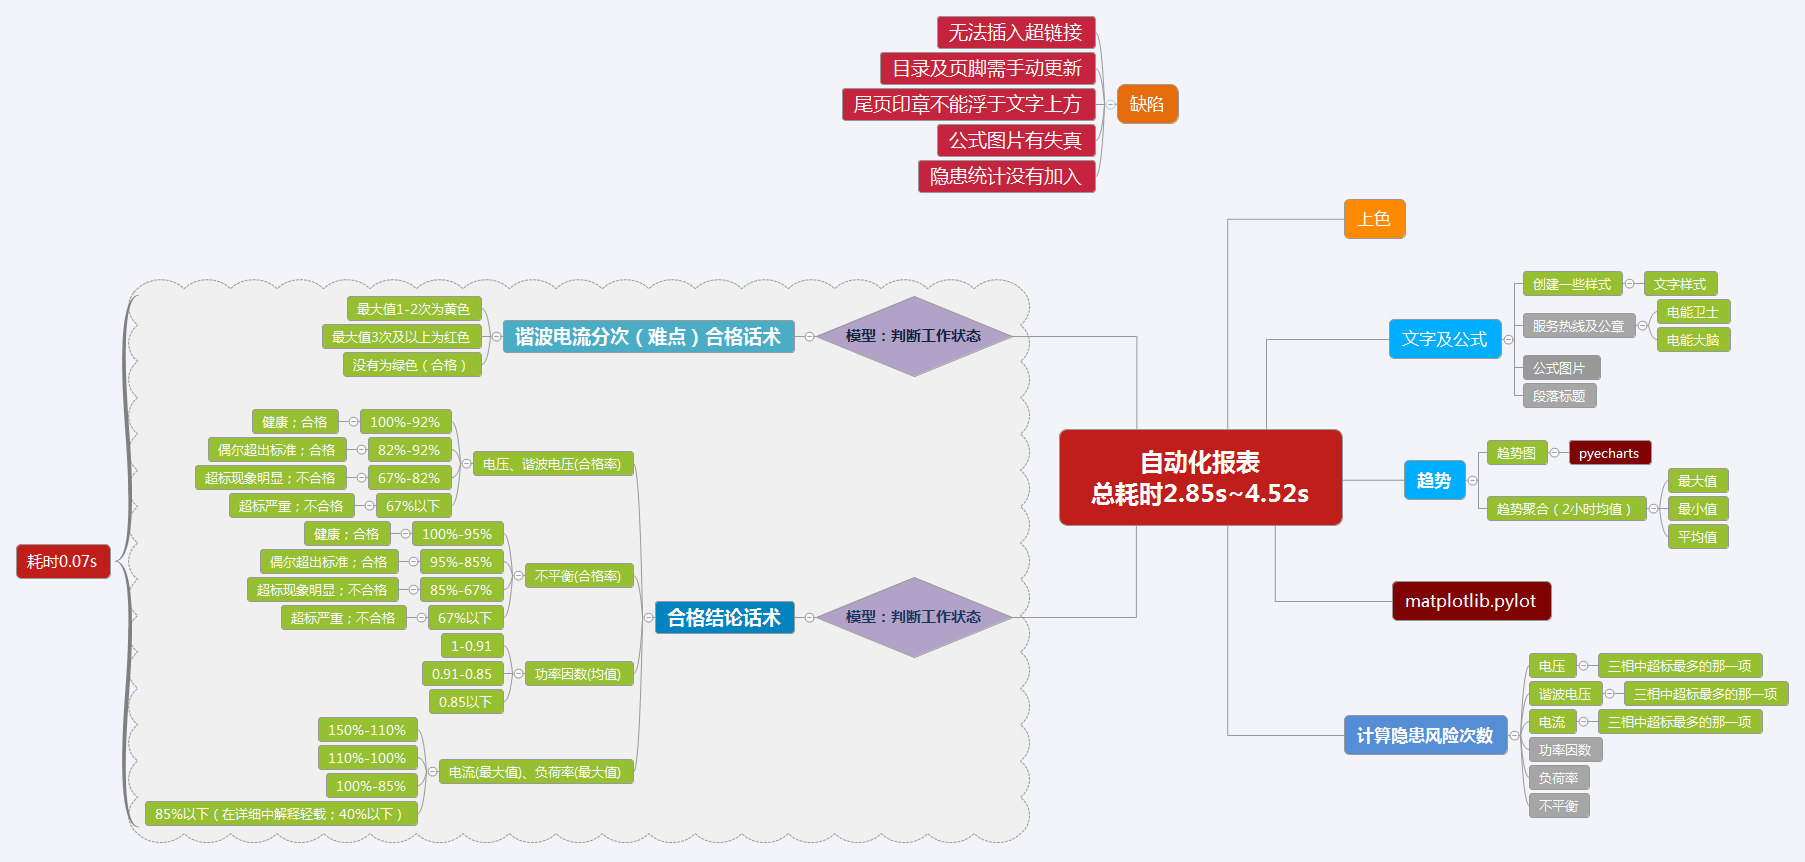 无法插入超链接
目录及页脚需手动更新
尾页印章不能浮于文字上方
公式图片有失真
隐患统计没有加入
缺陷
上色
创建一些样式
文字样式
服务热线及公章
电能卫士
电能大脑
文字及公式
公式图片
段落标题
最大值1-2次为黄色
最大值3次及以上为红色
没有为绿色（合格）
谐波电流分次（难点）合格话术
模型：判断工作状态
健康；合格
100%-92%
偶尔超出标准；合格
82%-92%
超标现象明显；不合格
67%-82%
超标严重；不合格
67%以下
电压、谐波电压(合格率)
健康；合格
100%-95%
偶尔超出标准；合格
95%-85%
超标现象明显；不合格
85%-67%
超标严重；不合格
67%以下
不平衡(合格率)
1-0.91
0.91-0.85
0.85以下
功率因数(均值)
150%-110%
110%-100%
100%-85%
85%以下（在详细中解释轻载；40%以下）
电流(最大值)、负荷率(最大值)
合格结论话术
模型：判断工作状态
耗时0.07s
自动化报表
总耗时2.85s~4.52s
趋势
趋势图
pyecharts
趋势聚合（2小时均值）
最大值
最小值
平均值
matplotlib.pylot
计算隐患风险次数
电压
三相中超标最多的那一项
谐波电压
三相中超标最多的那一项
电流
三相中超标最多的那一项
功率因数
负荷率
不平衡